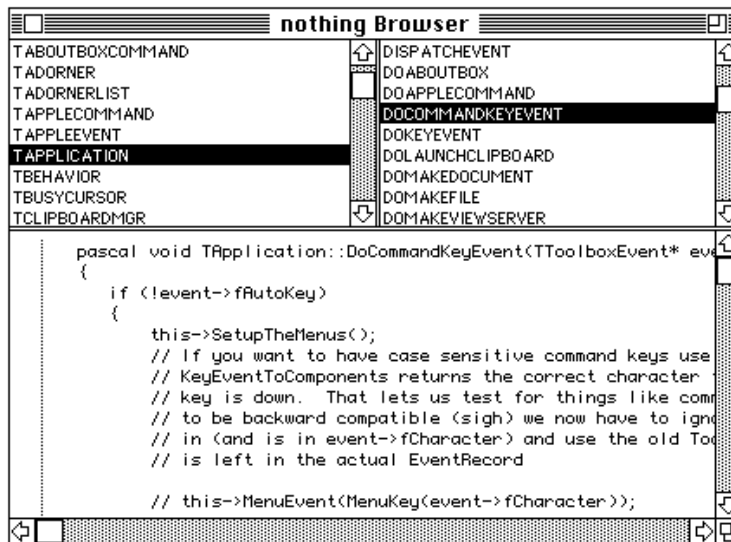 nothing Browser
TABOUTBOXCOMMAND
TADORNER
TADORNERLIST
TAPPLECOMMAND
TAPPLEEVENT
TAPPLICATION
TBEHAVIOR
TBUSYCURSOR
TCLIPBOARDMGR
DISPATCHEVENT
DOABOUTBOX
DOAPPLECOMMAND
DOCOMMANDKEYEVENT
DOKEYEVENT
DOLAUNCHCLIPBOARD
DOMAKEDOCUMENT
DOMAKEFILE
DOMAKEVIEWSERVER
pascal void TApplication::DoCommandKeyEvent(TToolboxEvent* eve
{
if (!event->fAutoKey)
{
this->SetupTheMenus();
// If you want to have case sensitive command keys use
// KeyEventToComponents returns the correct character
// key is down. That lets us test for things like com
// to be backward compatible (sigh) we now have to igno
// in (and is in event->fCharacter) and use the old Too
// is left in the actual EventRecord
// this->MenuEvent(MenuKey(event->fCharacter));